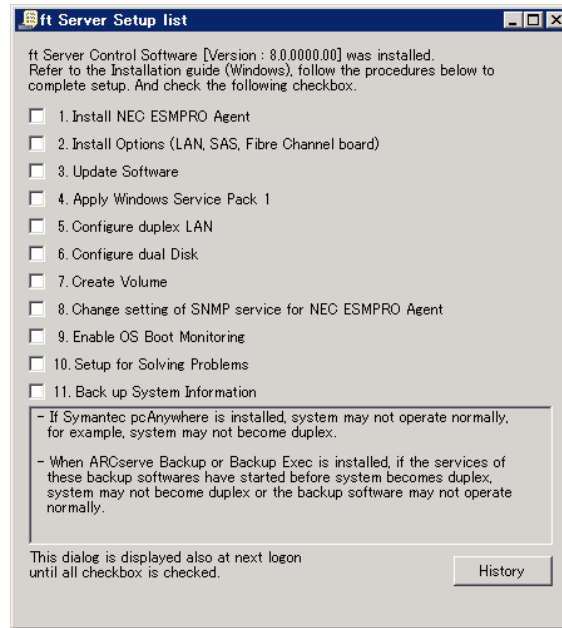 ft Server Setup list
ft Server Control Software [Version : 8.0.0000.00] was installed.
Refer to the Installation guide (Windows), follow the procedures below to
complete setup. And check the following checkbox.
1. Install NEC ESMPRO Agent
2. Install Options (LAN, SAS, Fibre Channel board)
3. Update Software
4. Apply Windows Service Pack 1
5. Configure duplex LAN
6. Configure dual Disk
7. Create Volume
8. Change setting of SNMP service for NEC ESMPRO Agent
9. Enable OS Boot Monitoring
10. Setup for Solving Problems
11. Back up System Information
- If Symantec pcAnywhere is installed, system may not operate normally,
for example, system may not become duplex.
- When ARCserve Backup or Backup Exec is installed, if the services of
these backup softwares have started before system becomes duplex,
system may not become duplex or the backup software may not operate
normally.
This dialog is displayed also at next logon
until all checkbox is checked.
History